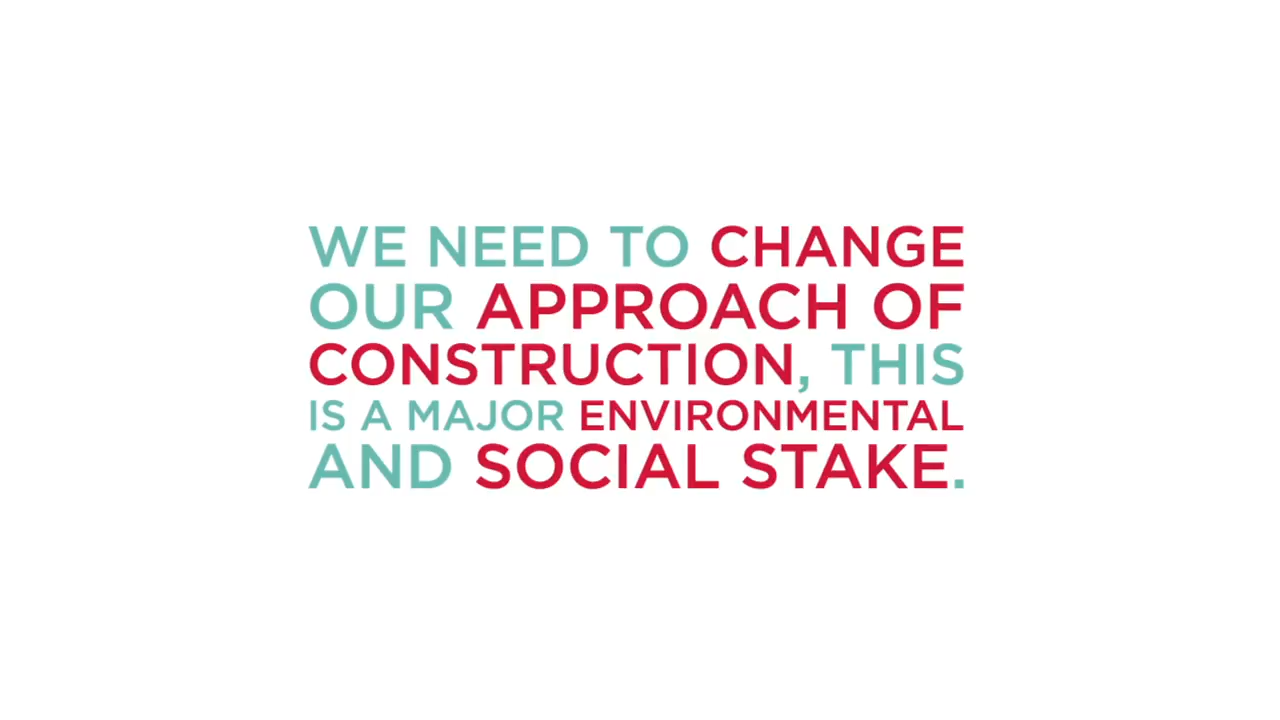 WE NEED TO CHANGE
OUR APPROACH OF
CONSTRUCTION, THIS
IS A MAJOR ENVIRONMENTAL
AND SOCIAL STAKE.